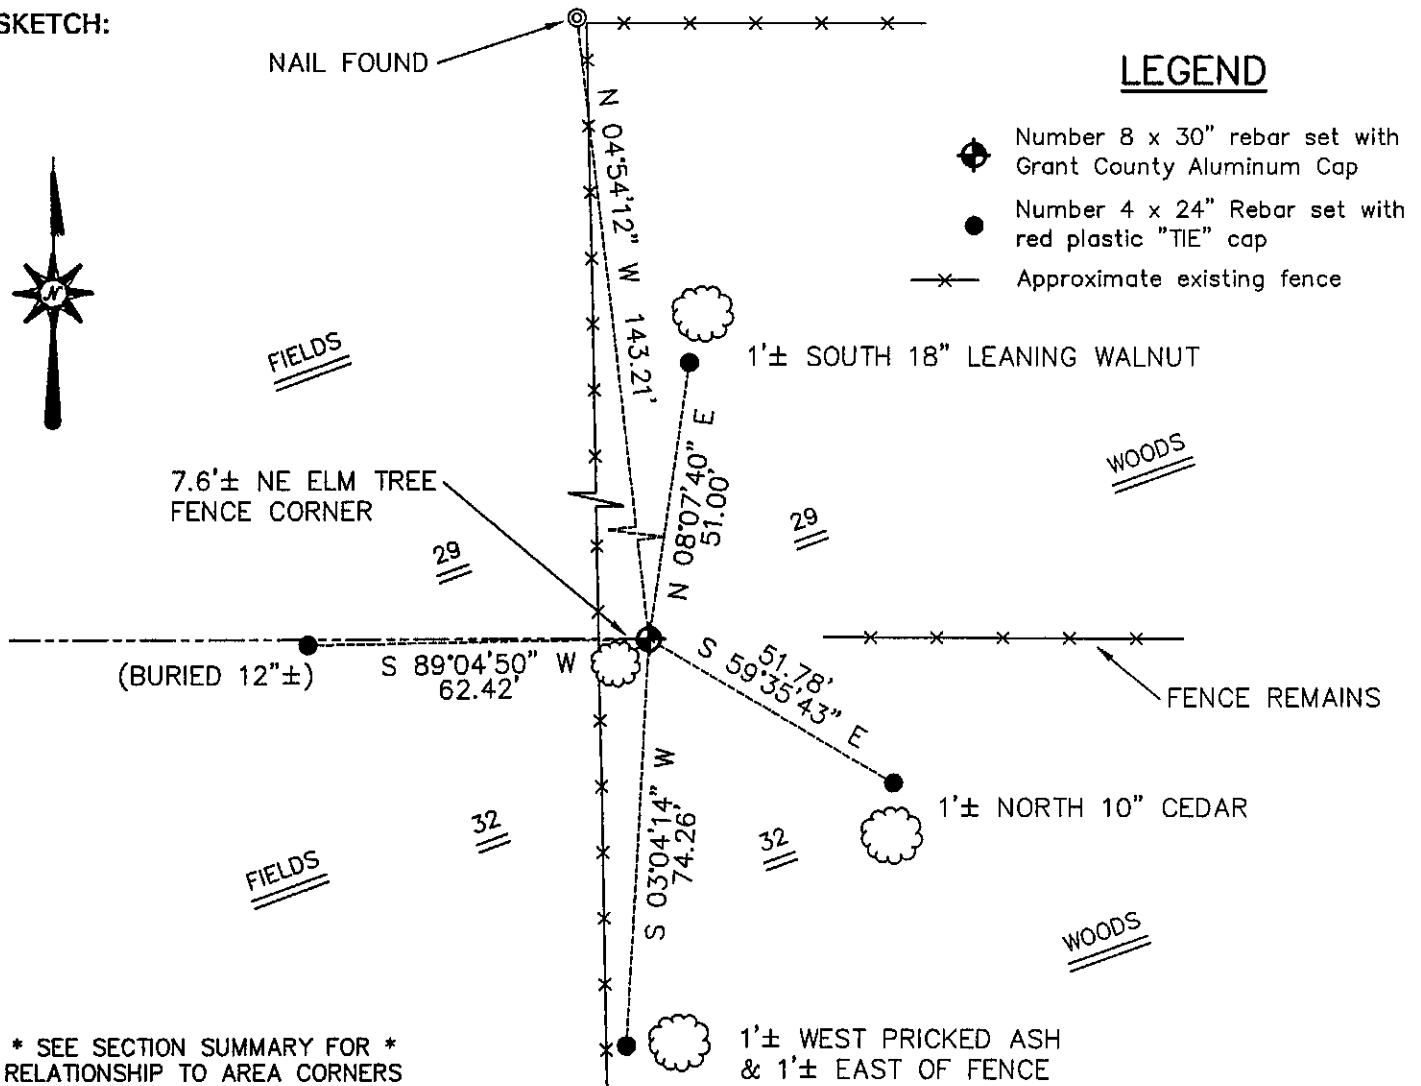 SKETCH:
NAIL FOUND
LEGEND
Number 8 x 30" rebar set with
Grant County Aluminum Cap
Number 4 x 24" Rebar set with
red plastic "TIE" cap
Approximate existing fence
N
N 04°54'12" W 143.21'
FIELDS
1'± SOUTH 18" LEANING WALNUT
N 08°07'40" E
51.00'
WOODS
7.6'± NE ELM TREE
FENCE CORNER
29
29
(BURIED 12"±)
S 89°04'50" W
62.42'
51.78'
S 59°35'43" E
FENCE REMAINS
S 03°04'14" W
74.26'
1'± NORTH 10" CEDAR
32
32
FIELDS
WOODS
1'± WEST PRICKED ASH
& 1'± EAST OF FENCE
* SEE SECTION SUMMARY FOR *
RELATIONSHIP TO AREA CORNERS